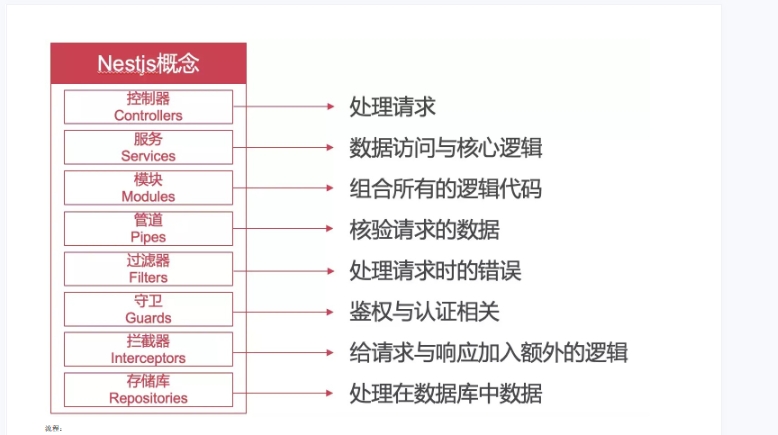 Nestjs概念
控制器
Controllers
处理请求
服务
Services
数据访问与核心逻辑
模块
Modules
组合所有的逻辑代码
管道
Pipes
核验请求的数据
过滤器
Filters
处理请求时的错误
守卫
Guards
鉴权与认证相关
拦截器
Interceptors
给请求与响应加入额外的逻辑
存储库
Repositories
处理在数据库中数据
流程：